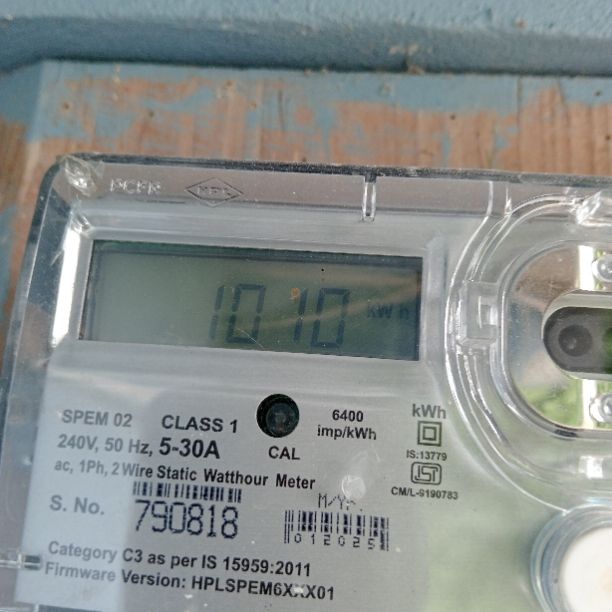 HPL
1010 kWh
SPEM 02 CLASS 1
6400
imp/kWh
kWh
240V, 50 Hz, 5-30A
CAL
IS:13779
ac, 1Ph, 2 Wire Static Watthour Meter
CM/L-9190783
S. No. 790818
M/Yr.
012025
Category C3 as per IS 15959:2011
Firmware Version: HPLSPEM6XXX01